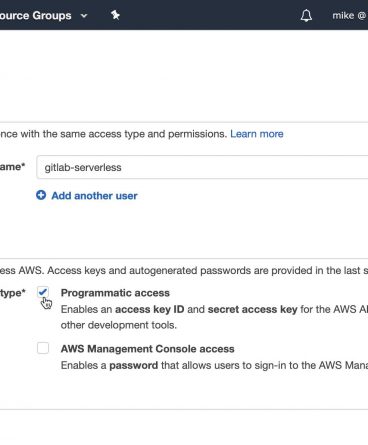 ource Groups
mike @
nce with the same access type and permissions. Learn more
ame*
gitlab-serverless
Add another user
ess AWS. Access keys and autogenerated passwords are provided in the last s
type*
Programmatic access
Enables an access key ID and secret access key for the AWS A
other development tools.
AWS Management Console access
Enables a password that allows users to sign-in to the AWS Mana